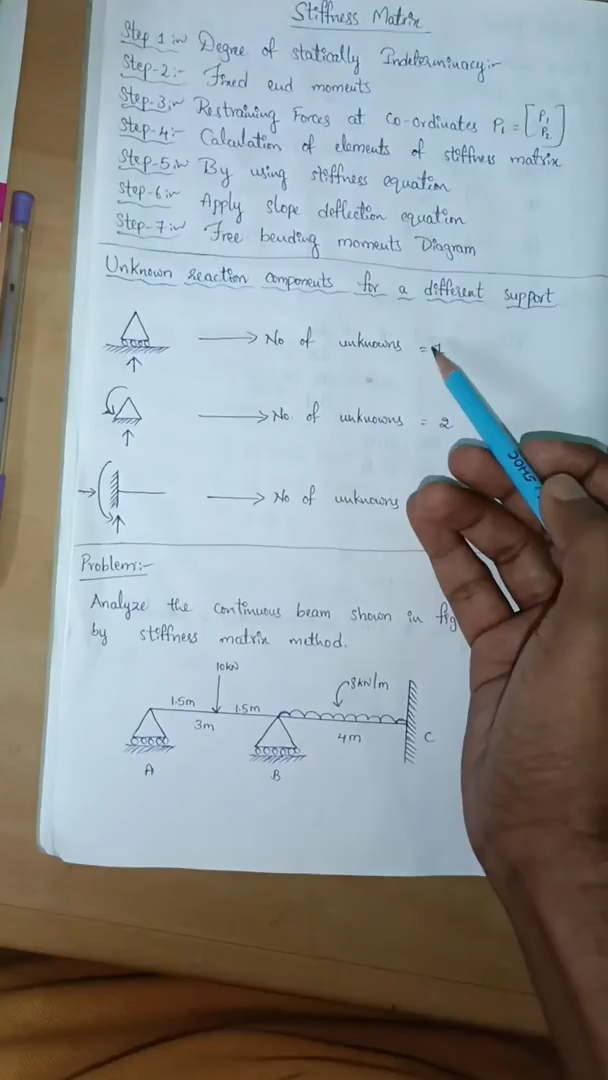 Stiffness Matrix
Step 1:- Degree of statically Indeterminacy:-
Step-2:- Fixed end moments
Step-3:- Restraining Forces at Co-ordinates P₁ = [P₁ P₂]
Step-4:- Calculation of elements of stiffness matrix
Step-5:- By using stiffness equation
Step-6:- Apply slope deflection equation
Step-7:- Free bending moments Diagram
Unknown reaction components for a different support
No of unknowns =
No. of unknowns = 2
No of unknowns
Problem:-
Analyze the continuous beam shown in fig
by stiffness matrix method.
10kN
8kN/m
1.5m 1.5m
3m 4m
A B C